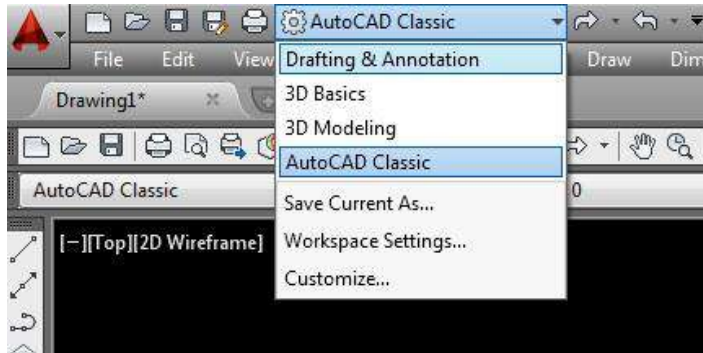 AutoCAD Classic
File Edit View Draw Dim
Drafting & Annotation
Drawing1*
3D Basics
3D Modeling
AutoCAD Classic
AutoCAD Classic 0
Save Current As...
[−][Top][2D Wireframe]
Workspace Settings...
Customize...